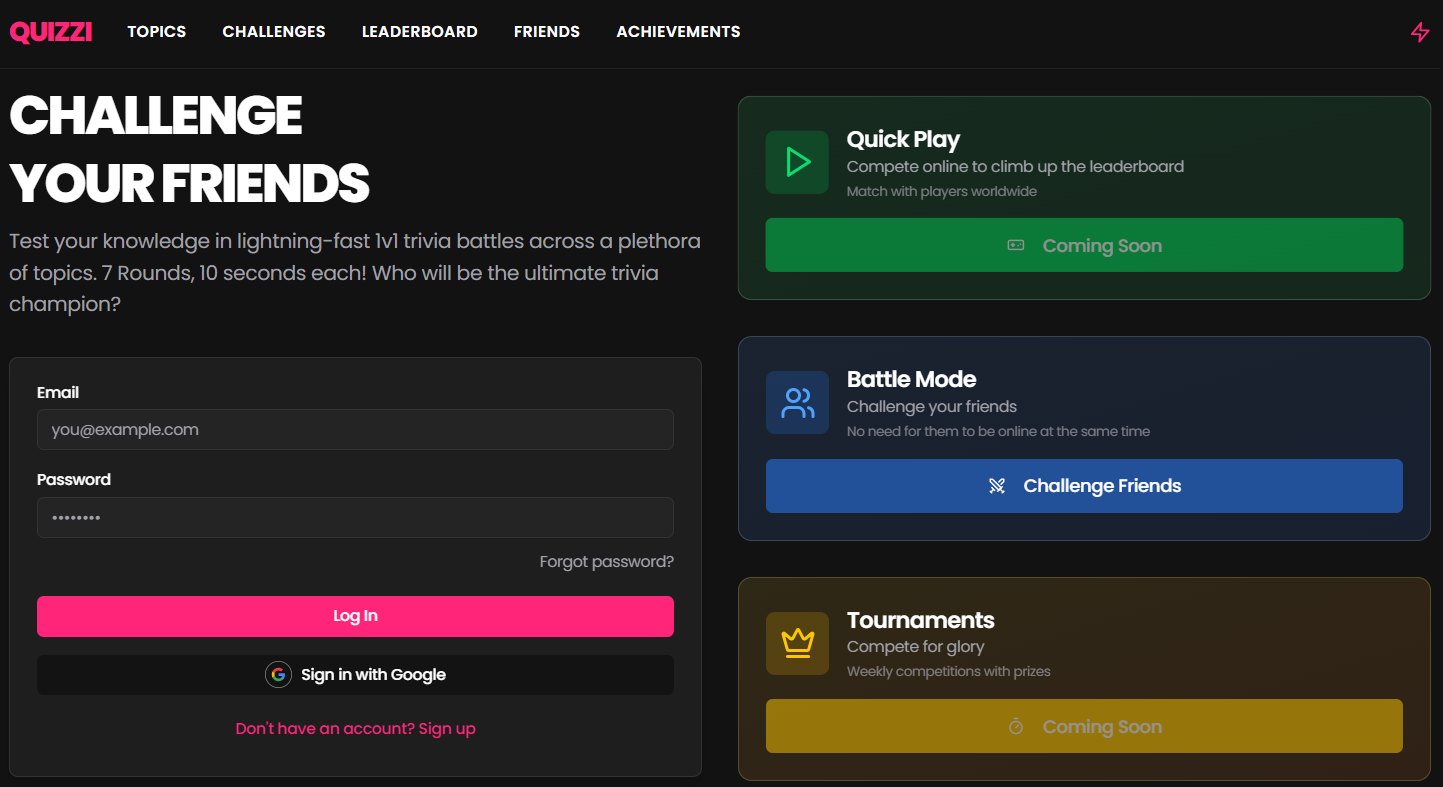 QUIZZI
TOPICS
CHALLENGES
LEADERBOARD
FRIENDS
ACHIEVEMENTS
CHALLENGE
YOUR FRIENDS
Test your knowledge in lightning-fast 1v1 trivia battles across a plethora
of topics. 7 Rounds, 10 seconds each! Who will be the ultimate trivia
champion?
Email
you@example.com
Password
••••••••
Forgot password?
Log In
Sign in with Google
Don't have an account? Sign up
Quick Play
Compete online to climb up the leaderboard
Match with players worldwide
Coming Soon
Battle Mode
Challenge your friends
No need for them to be online at the same time
Challenge Friends
Tournaments
Compete for glory
Weekly competitions with prizes
Coming Soon